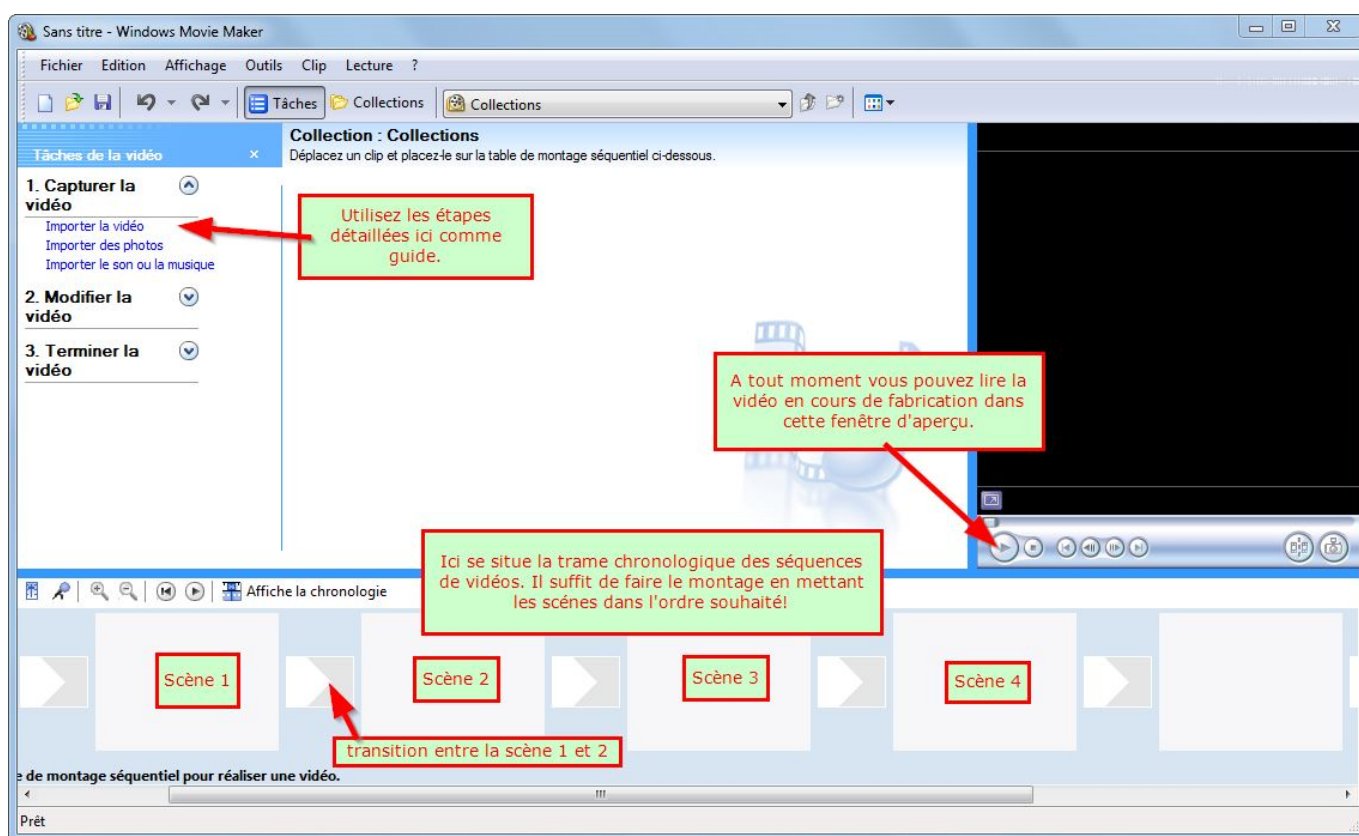 Sans titre - Windows Movie Maker
Fichier Edition Affichage Outils Clip Lecture ?
Tâches Collections Collections
Tâches de la vidéo ×
Collection : Collections
Déplacez un clip et placez-le sur la table de montage séquentiel ci-dessous.
1. Capturer la
vidéo
Importer la vidéo
Importer des photos
Importer le son ou la musique
2. Modifier la
vidéo
3. Terminer la
vidéo
Utilisez les étapes
détaillées ici comme
guide.
A tout moment vous pouvez lire la
vidéo en cours de fabrication dans
cette fenêtre d'aperçu.
Ici se situe la trame chronologique des séquences
de vidéos. Il suffit de faire le montage en mettant
les scénes dans l'ordre souhaité!
Affiche la chronologie
Scène 1
Scène 2
Scène 3
Scène 4
transition entre la scène 1 et 2
e de montage séquentiel pour réaliser une vidéo.
Prêt